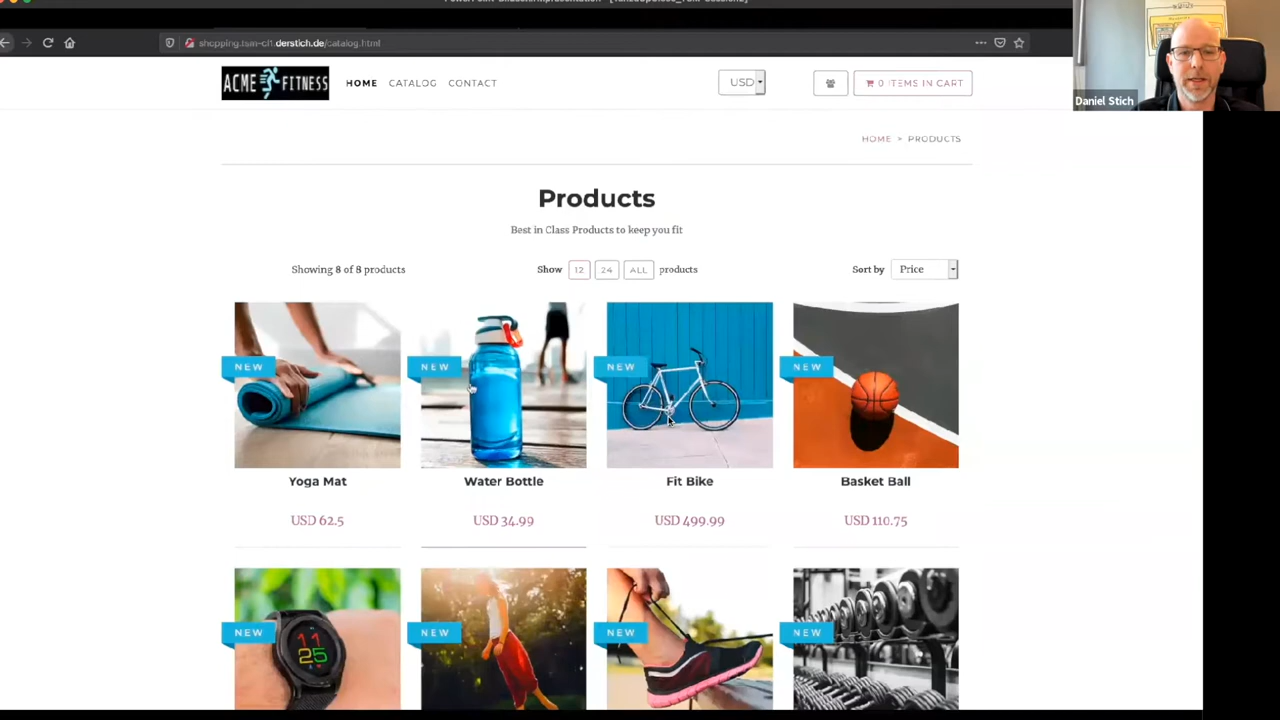 shopping.tsm-cl1.derstich.de/catalog.html
ACME FITNESS
HOME CATALOG CONTACT
USD
0 ITEMS IN CART
Daniel Stich
HOME > PRODUCTS
Products
Best in Class Products to keep you fit
Showing 8 of 8 products
Show 12 24 ALL products
Sort by Price
NEW NEW NEW NEW
Yoga Mat Water Bottle Fit Bike Basket Ball
USD 62.5 USD 34.99 USD 499.99 USD 110.75
NEW NEW NEW NEW
11
25